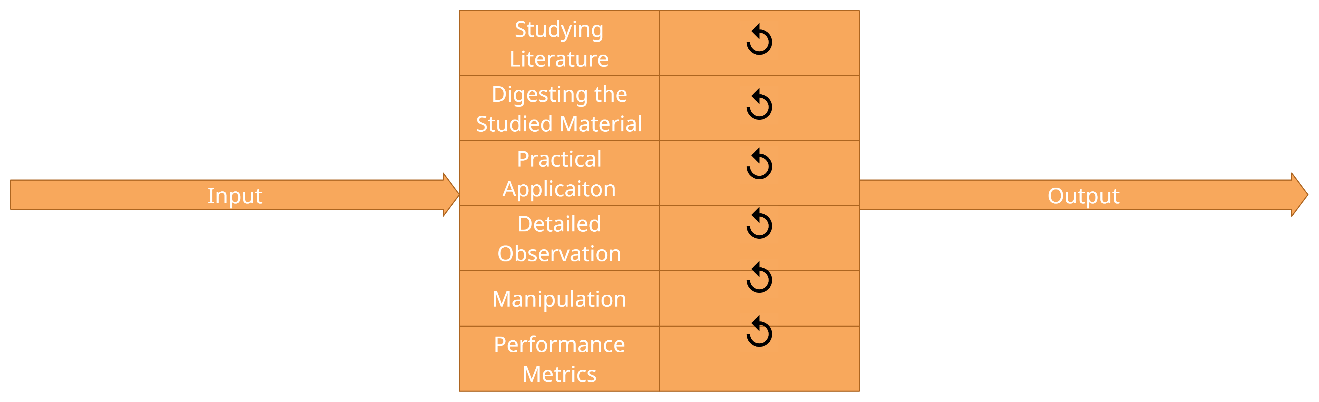 Studying
Literature
Digesting the
Studied Material
Practical
Applicaiton
Input
Output
Detailed
Observation
Manipulation
Performance
Metrics